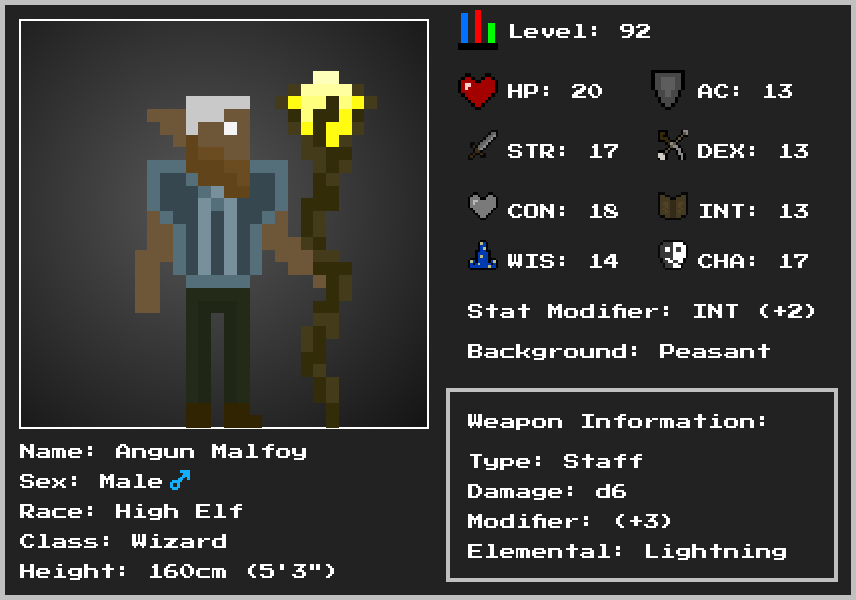 Level: 92
HP: 20 AC: 13
STR: 17 DEX: 13
CON: 18 INT: 13
WIS: 14 CHA: 17
Stat Modifier: INT (+2)
Background: Peasant
Weapon Information:
Type: Staff
Damage: d6
Modifier: (+3)
Elemental: Lightning
Name: Angun Malfoy
Sex: Male ♂
Race: High Elf
Class: Wizard
Height: 160cm (5'3")